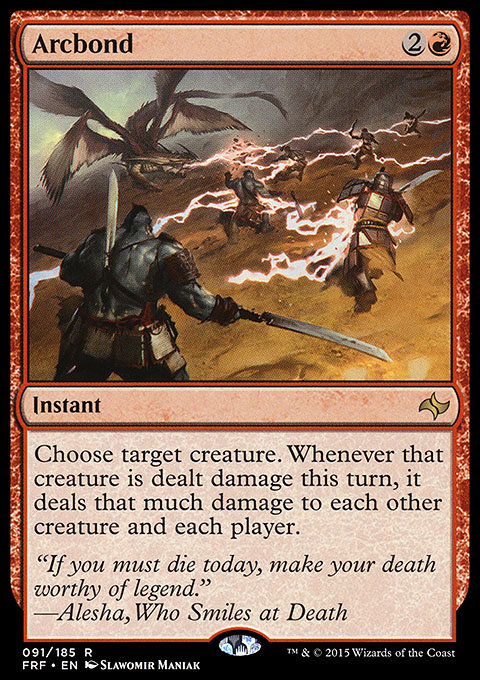 Arcbond 2
Instant
Choose target creature. Whenever that
creature is dealt damage this turn, it
deals that much damage to each other
creature and each player.
“If you must die today, make your death
worthy of legend.”
—Alesha, Who Smiles at Death
091/185 R
FRF • EN Slawomir Maniak
™ & © 2015 Wizards of the Coast